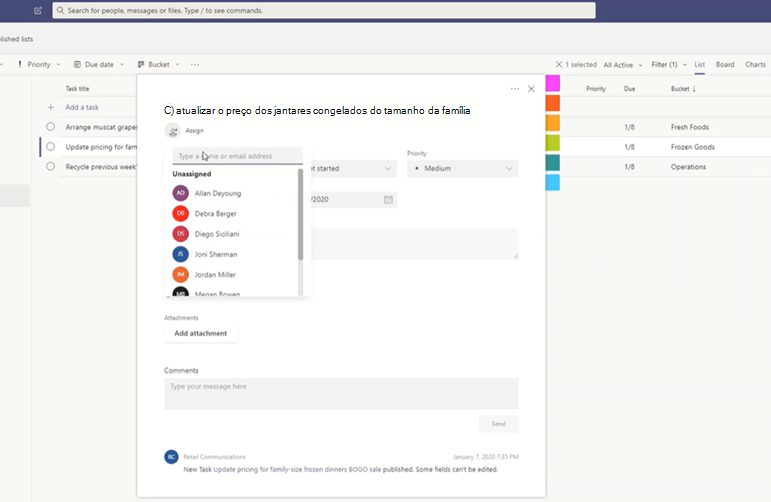 Search for people, messages or files. Type / to see commands.
lished lists
Priority
Due date
Bucket
...
1 selected
All Active
Filter (1)
List
Board
Charts
Task title
Priority
Due
Bucket ↓
+ Add a task
Arrange muscat grapes
1/8
Fresh Foods
Update pricing for fam
1/8
Frozen Goods
Recycle previous week'
1/8
Operations
C) atualizar o preço dos jantares congelados do tamanho da família
Assign
Type a name or email address
Unassigned
AD Allan Deyoung
DB Debra Berger
DS Diego Siciliani
JS Joni Sherman
JM Jordan Miller
MB Megan Bowen
ot started
Priority
Medium
/2020
Attachments
Add attachment
Comments
Type your message here
Send
RC Retail Communications
January 7, 2020 7:35 PM
New Task Update pricing for family-size frozen dinners BOGO sale published. Some fields can't be edited.